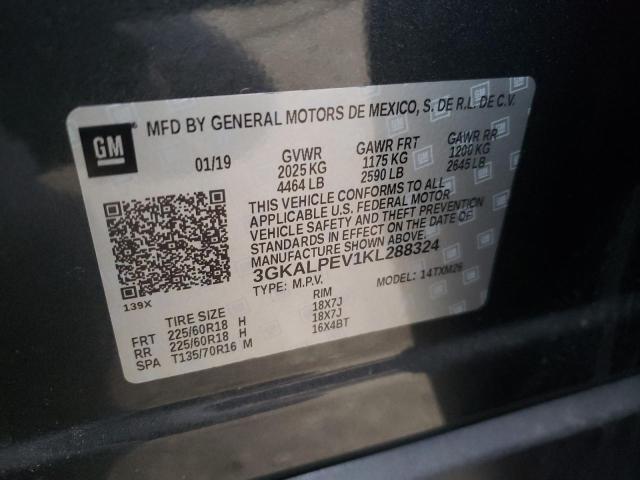 GM
MFD BY GENERAL MOTORS DE MEXICO, S. DE R.L. DE C.V.
01/19 GVWR GAWR FRT GAWR RR
2025 KG 1175 KG 1200 KG
4464 LB 2590 LB 2645 LB
THIS VEHICLE CONFORMS TO ALL
APPLICABLE U.S. FEDERAL MOTOR
VEHICLE SAFETY AND THEFT PREVENTION
STANDARDS IN EFFECT ON THE DATE OF
MANUFACTURE SHOWN ABOVE.
3GKALPEV1KL288324
TYPE: M.P.V. MODEL: 14TXM26
139X
TIRE SIZE RIM
FRT 225/60R18 H 18X7J
RR 225/60R18 H 18X7J
SPA T135/70R16 M 16X4BT